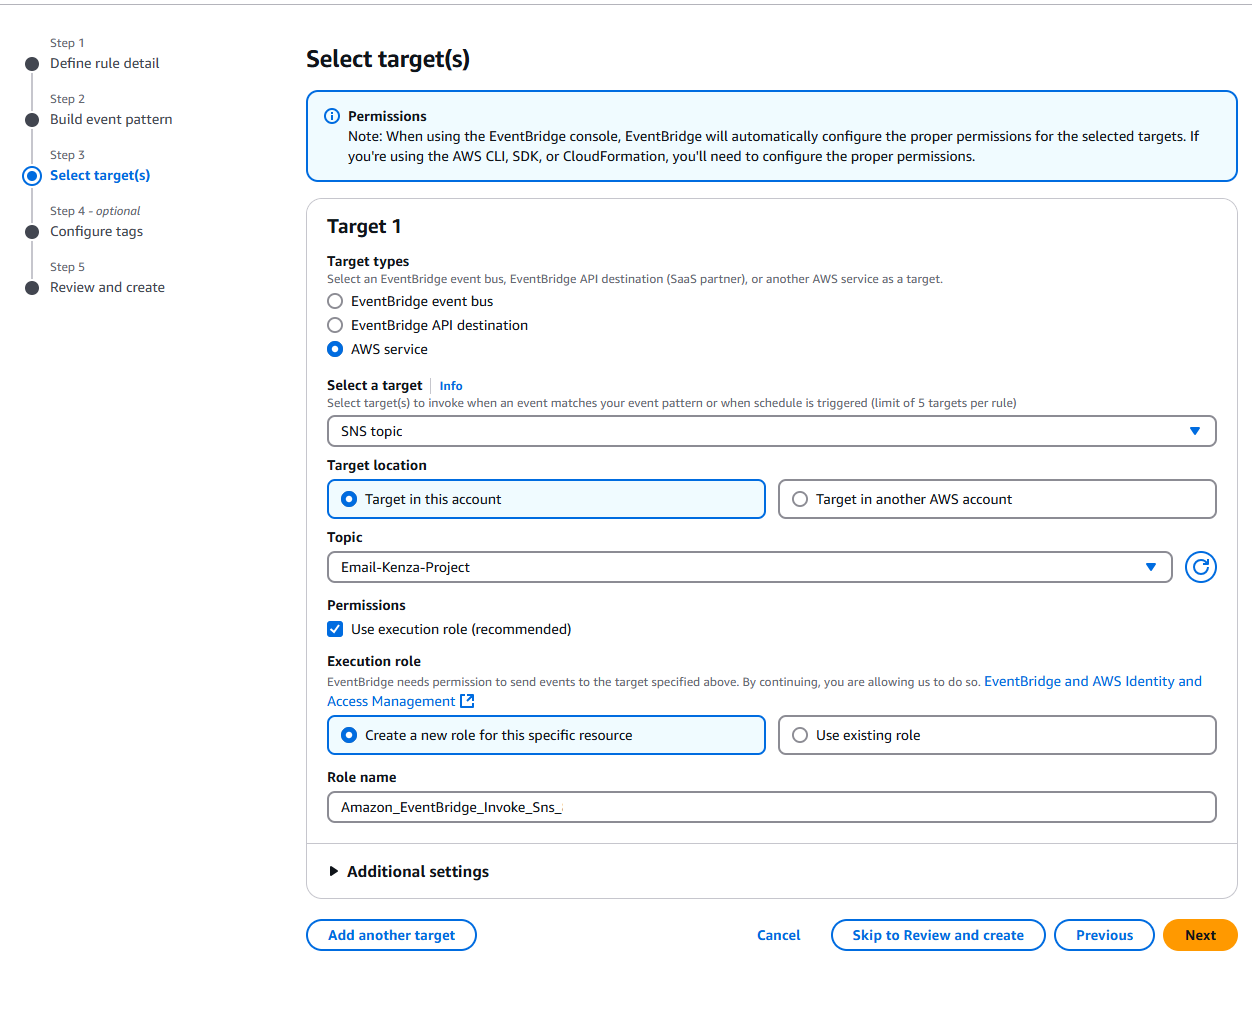 Step 1
Define rule detail
Step 2
Build event pattern
Step 3
Select target(s)
Step 4 - optional
Configure tags
Step 5
Review and create
Select target(s)
Permissions
Note: When using the EventBridge console, EventBridge will automatically configure the proper permissions for the selected targets. If
you're using the AWS CLI, SDK, or CloudFormation, you'll need to configure the proper permissions.
Target 1
Target types
Select an EventBridge event bus, EventBridge API destination (SaaS partner), or another AWS service as a target.
EventBridge event bus
EventBridge API destination
AWS service
Select a target Info
Select target(s) to invoke when an event matches your event pattern or when schedule is triggered (limit of 5 targets per rule)
SNS topic
Target location
Target in this account
Target in another AWS account
Topic
Email-Kenza-Project
Permissions
Use execution role (recommended)
Execution role
EventBridge needs permission to send events to the target specified above. By continuing, you are allowing us to do so. EventBridge and AWS Identity and
Access Management
Create a new role for this specific resource
Use existing role
Role name
Amazon_EventBridge_Invoke_Sns_
Additional settings
Add another target
Cancel
Skip to Review and create
Previous
Next